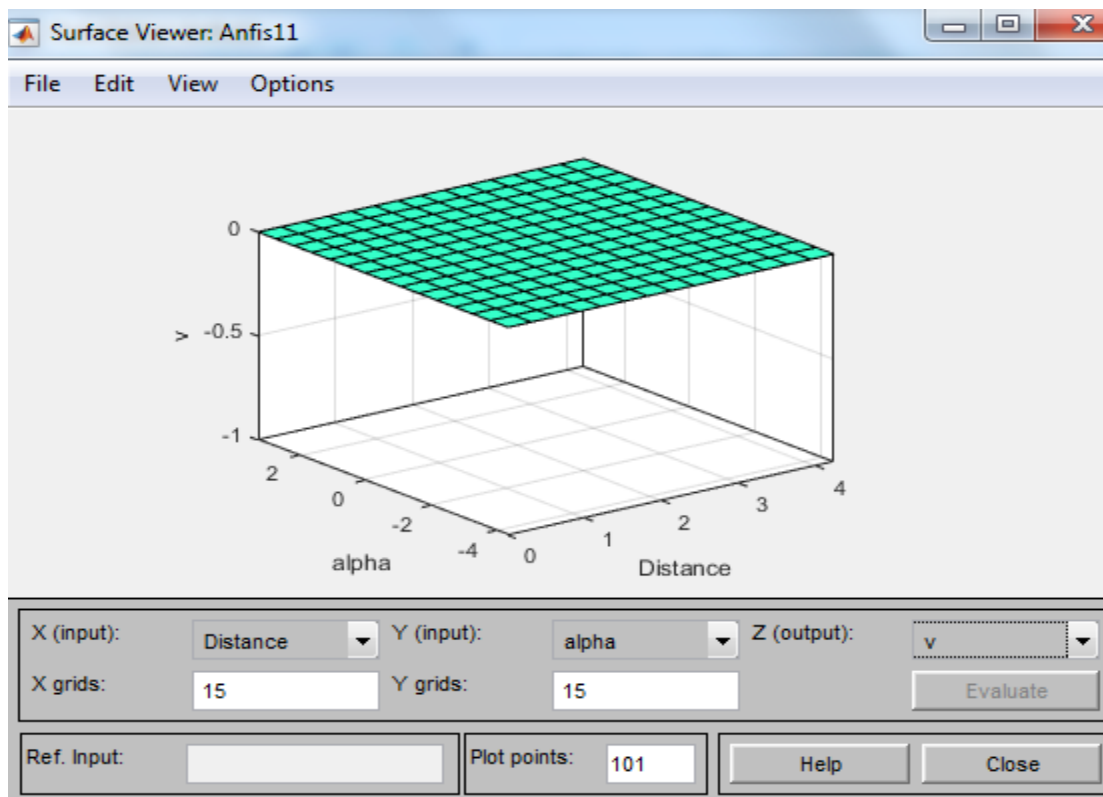 Surface Viewer: Anfis11
File Edit View Options
0
-0.5
-1
v
2
0
-2
-4
alpha
0
1
2
3
4
Distance
X (input): Distance Y (input): alpha Z (output): v
X grids: 15 Y grids: 15 Evaluate
Ref. Input: Plot points: 101 Help Close